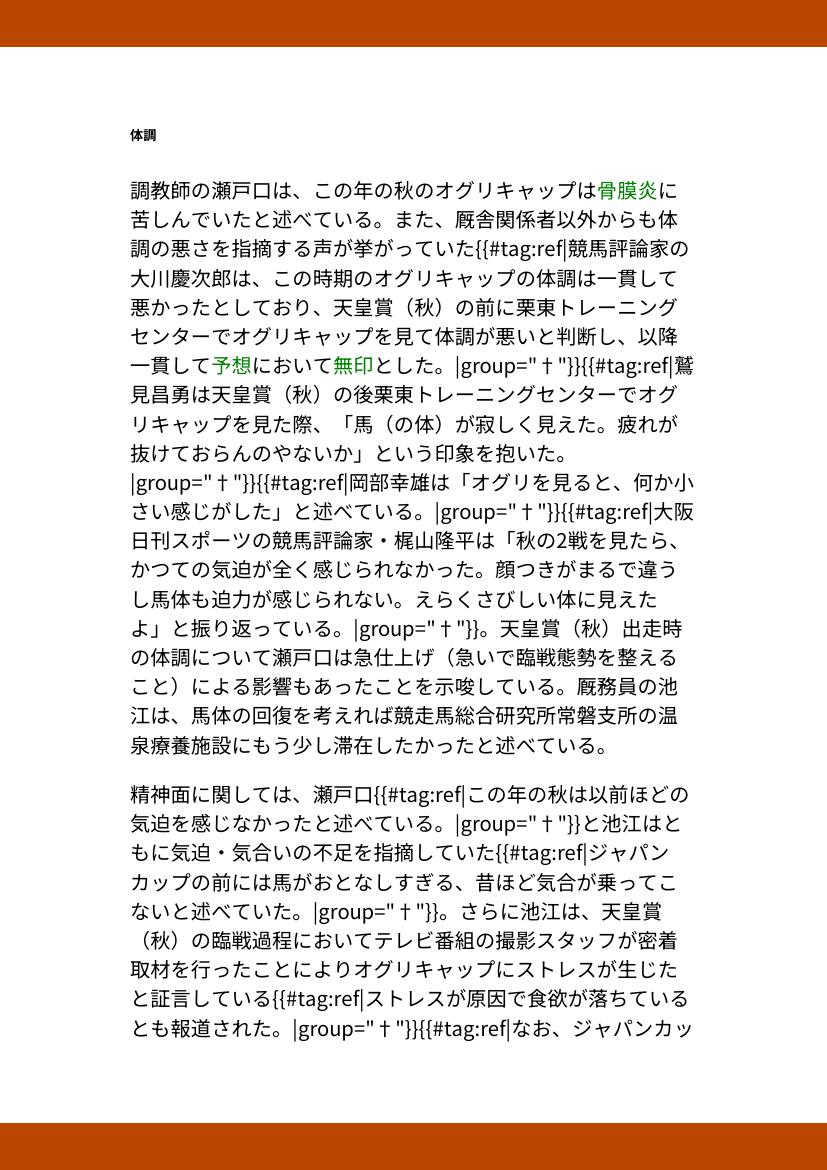 体調
調教師の瀬戸口は、この年の秋のオグリキャップは骨膜炎に
苦しんでいたと述べている。また、厩舎関係者以外からも体
調の悪さを指摘する声が挙がっていた{{#tag:ref|競馬評論家の
大川慶次郎は、この時期のオグリキャップの体調は一貫して
悪かったとしており、天皇賞（秋）の前に栗東トレーニング
センターでオグリキャップを見て体調が悪いと判断し、以降
一貫して予想において無印とした。|group="†"}}{{#tag:ref|鷲
見昌勇は天皇賞（秋）の後栗東トレーニングセンターでオグ
リキャップを見た際、「馬（の体）が寂しく見えた。疲れが
抜けておらんのやないか」という印象を抱いた。
|group="†"}}{{#tag:ref|岡部幸雄は「オグリを見ると、何か小
さい感じがした」と述べている。|group="†"}}{{#tag:ref|大阪
日刊スポーツの競馬評論家・梶山隆平は「秋の2戦を見たら、
かつての気迫が全く感じられなかった。顔つきがまるで違う
し馬体も迫力が感じられない。えらくさびしい体に見えた
よ」と振り返っている。|group="†"}}。天皇賞（秋）出走時
の体調について瀬戸口は急仕上げ（急いで臨戦態勢を整える
こと）による影響もあったことを示唆している。厩務員の池
江は、馬体の回復を考えれば競走馬総合研究所常磐支所の温
泉療養施設にもう少し滞在したかったと述べている。
精神面に関しては、瀬戸口{{#tag:ref|この年の秋は以前ほどの
気迫を感じなかったと述べている。|group="†"}}と池江はと
もに気迫・気合いの不足を指摘していた{{#tag:ref|ジャパン
カップの前には馬がおとなしすぎる、昔ほど気合が乗ってこ
ないと述べていた。|group="†"}}。さらに池江は、天皇賞
（秋）の臨戦過程においてテレビ番組の撮影スタッフが密着
取材を行ったことによりオグリキャップにストレスが生じた
と証言している{{#tag:ref|ストレスが原因で食欲が落ちている
とも報道された。|group="†"}}{{#tag:ref|なお、ジャパンカッ